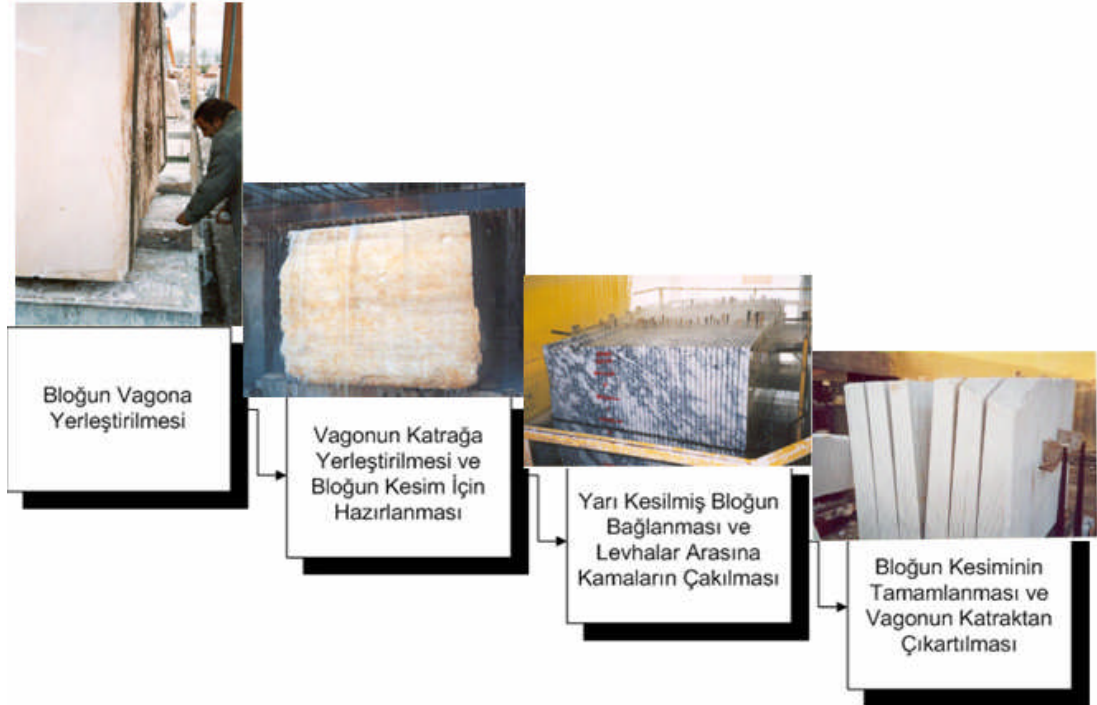 Bloğun Vagona
Yerleştirilmesi
Vagonun Katrağa
Yerleştirilmesi ve
Bloğun Kesim İçin
Hazırlanması
Yarı Kesilmiş Bloğun
Bağlanması ve
Levhalar Arasına
Kamaların Çakılması
Bloğun Kesiminin
Tamamlanması ve
Vagonun Katraktan
Çıkartılması